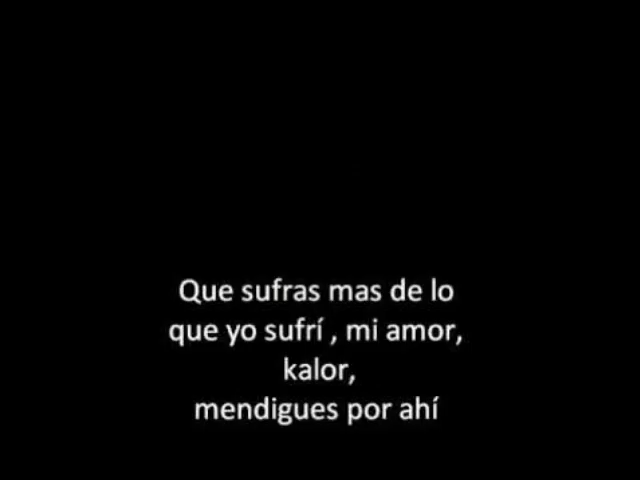 Que sufras mas de lo
que yo sufrí , mi amor,
kalor,
mendigues por ahí